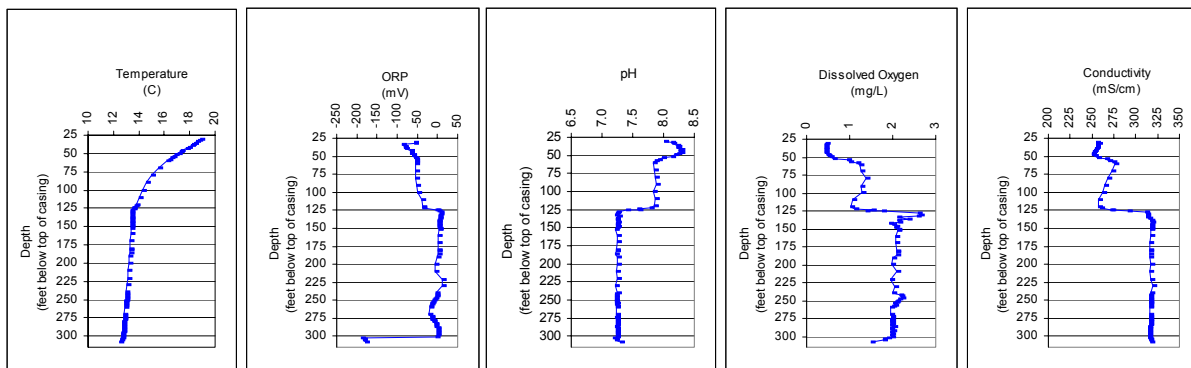 Temperature
(C)
10 12 14 16 18 20
25
50
75
100
125
150
175
200
225
250
275
300
Depth
(feet below top of casing)
ORP
(mV)
-250 -200 -150 -100 -50 0 50
25
50
75
100
125
150
175
200
225
250
275
300
Depth
(feet below top of casing)
pH
6.5 7.0 7.5 8.0 8.5
25
50
75
100
125
150
175
200
225
250
275
300
Depth
(feet below top of casing)
Dissolved Oxygen
(mg/L)
0 1 2 3
25
50
75
100
125
150
175
200
225
250
275
300
Depth
(feet below top of casing)
Conductivity
(mS/cm)
200 225 250 275 300 325 350
25
50
75
100
125
150
175
200
225
250
275
300
Depth
(feet below top of casing)